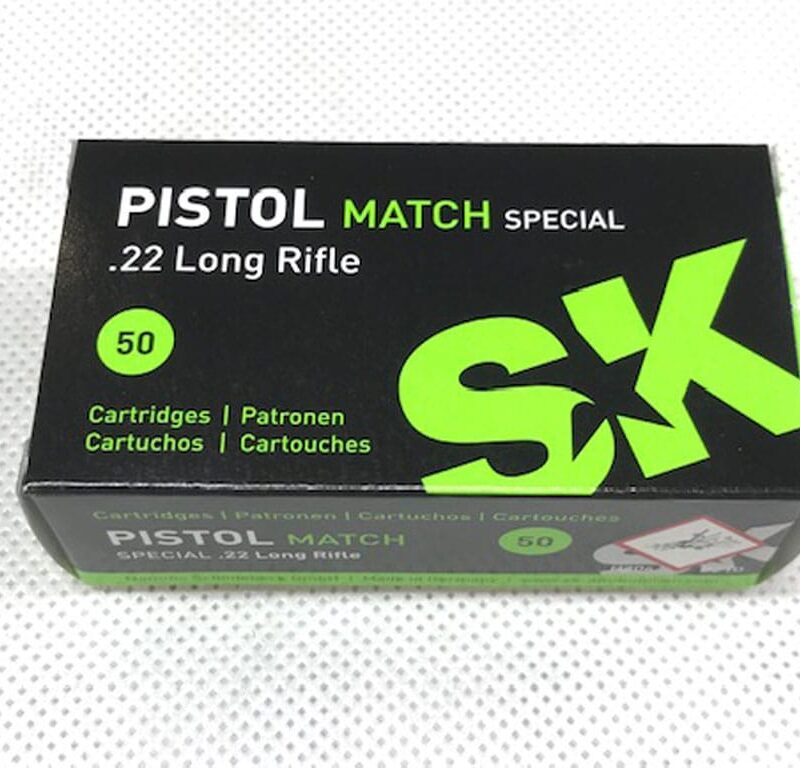 PISTOL MATCH SPECIAL
.22 Long Rifle
50
Cartridges | Patronen
Cartuchos | Cartouches
SK
Cartridges | Patronen | Cartuchos | Cartouches
PISTOL MATCH
50
SPECIAL .22 Long Rifle